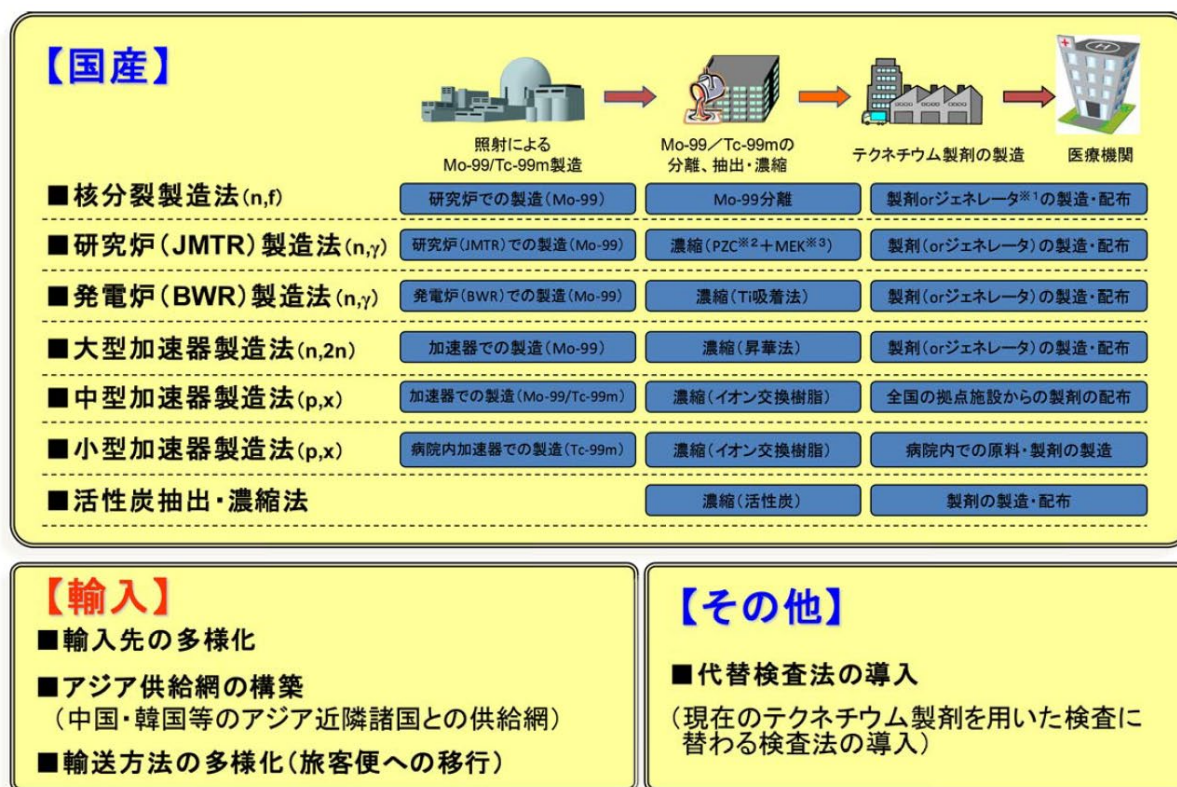 【国産】
H
照射による
Mo-99/Tc-99m製造
Mo-99/Tc-99mの
分離、抽出・濃縮
テクネチウム製剤の製造
医療機関
■核分裂製造法(n,f)
研究炉での製造(Mo-99)
Mo-99分離
製剤orジェネレータ※1の製造・配布
■研究炉(JMTR)製造法(n,γ)
研究炉(JMTR)での製造(Mo-99)
濃縮(PZC※2+MEK※3)
製剤(orジェネレータ)の製造・配布
■発電炉(BWR)製造法(n,γ)
発電炉(BWR)での製造(Mo-99)
濃縮(Ti吸着法)
製剤(orジェネレータ)の製造・配布
■大型加速器製造法(n,2n)
加速器での製造(Mo-99)
濃縮(昇華法)
製剤(orジェネレータ)の製造・配布
■中型加速器製造法(p,x)
加速器での製造(Mo-99/Tc-99m)
濃縮(イオン交換樹脂)
全国の拠点施設からの製剤の配布
■小型加速器製造法(p,x)
病院内加速器での製造(Tc-99m)
濃縮(イオン交換樹脂)
病院内での原料・製剤の製造
■活性炭抽出・濃縮法
濃縮(活性炭)
製剤の製造・配布
【輸入】
■輸入先の多様化
■アジア供給網の構築
(中国・韓国等のアジア近隣諸国との供給網)
■輸送方法の多様化(旅客便への移行)
【その他】
■代替検査法の導入
(現在のテクネチウム製剤を用いた検査に
替わる検査法の導入)